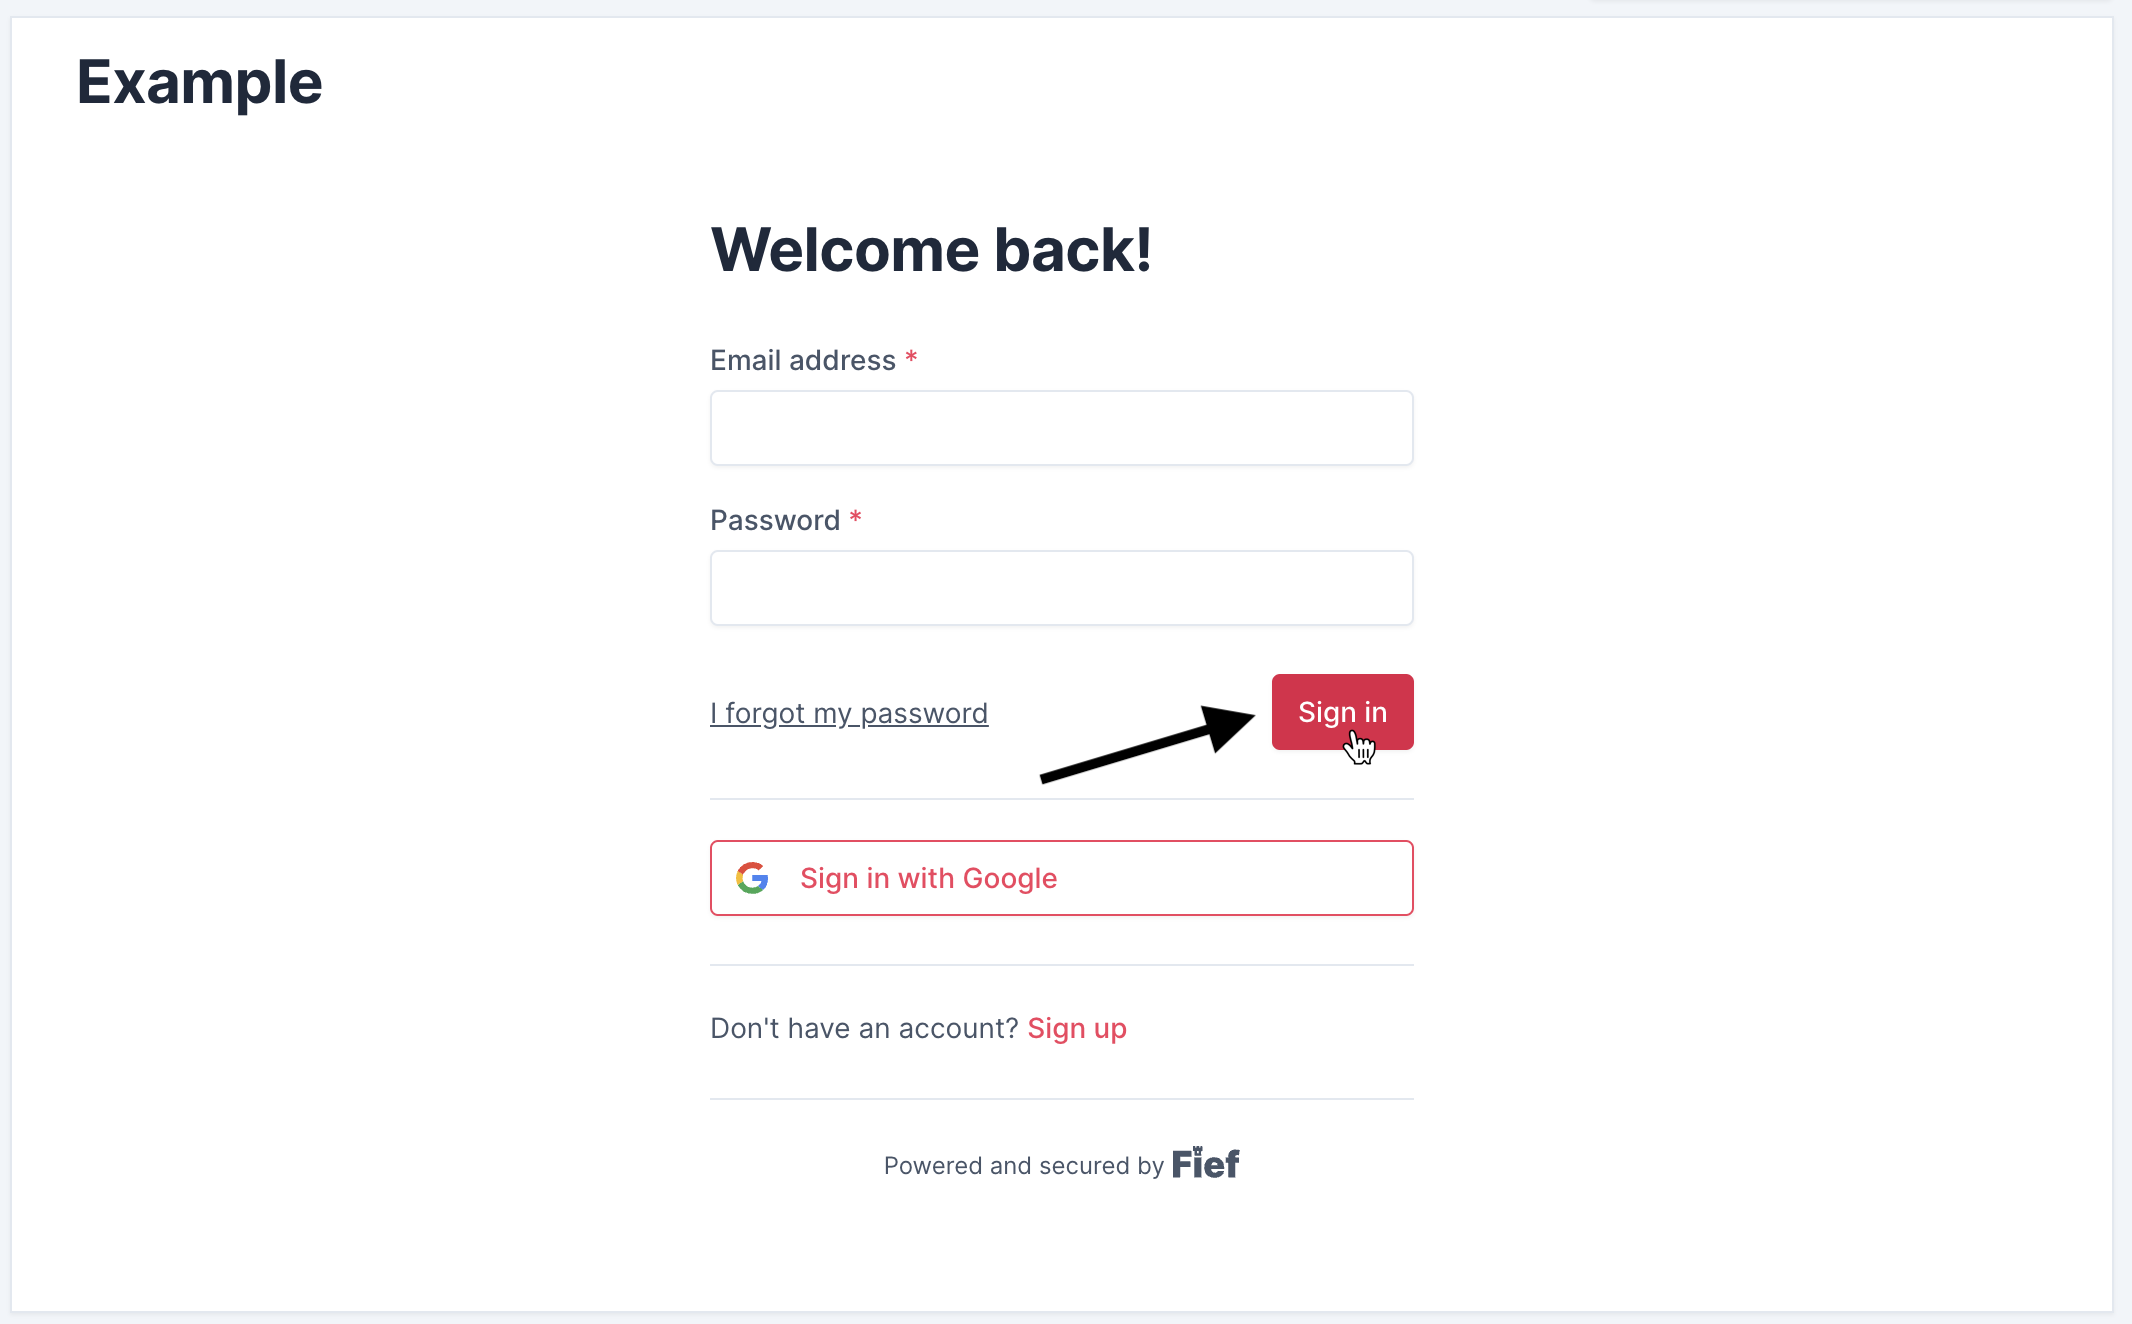 Example
Welcome back!
Email address *
Password *
I forgot my password
Sign in
Sign in with Google
Don't have an account? Sign up
Powered and secured by Fief